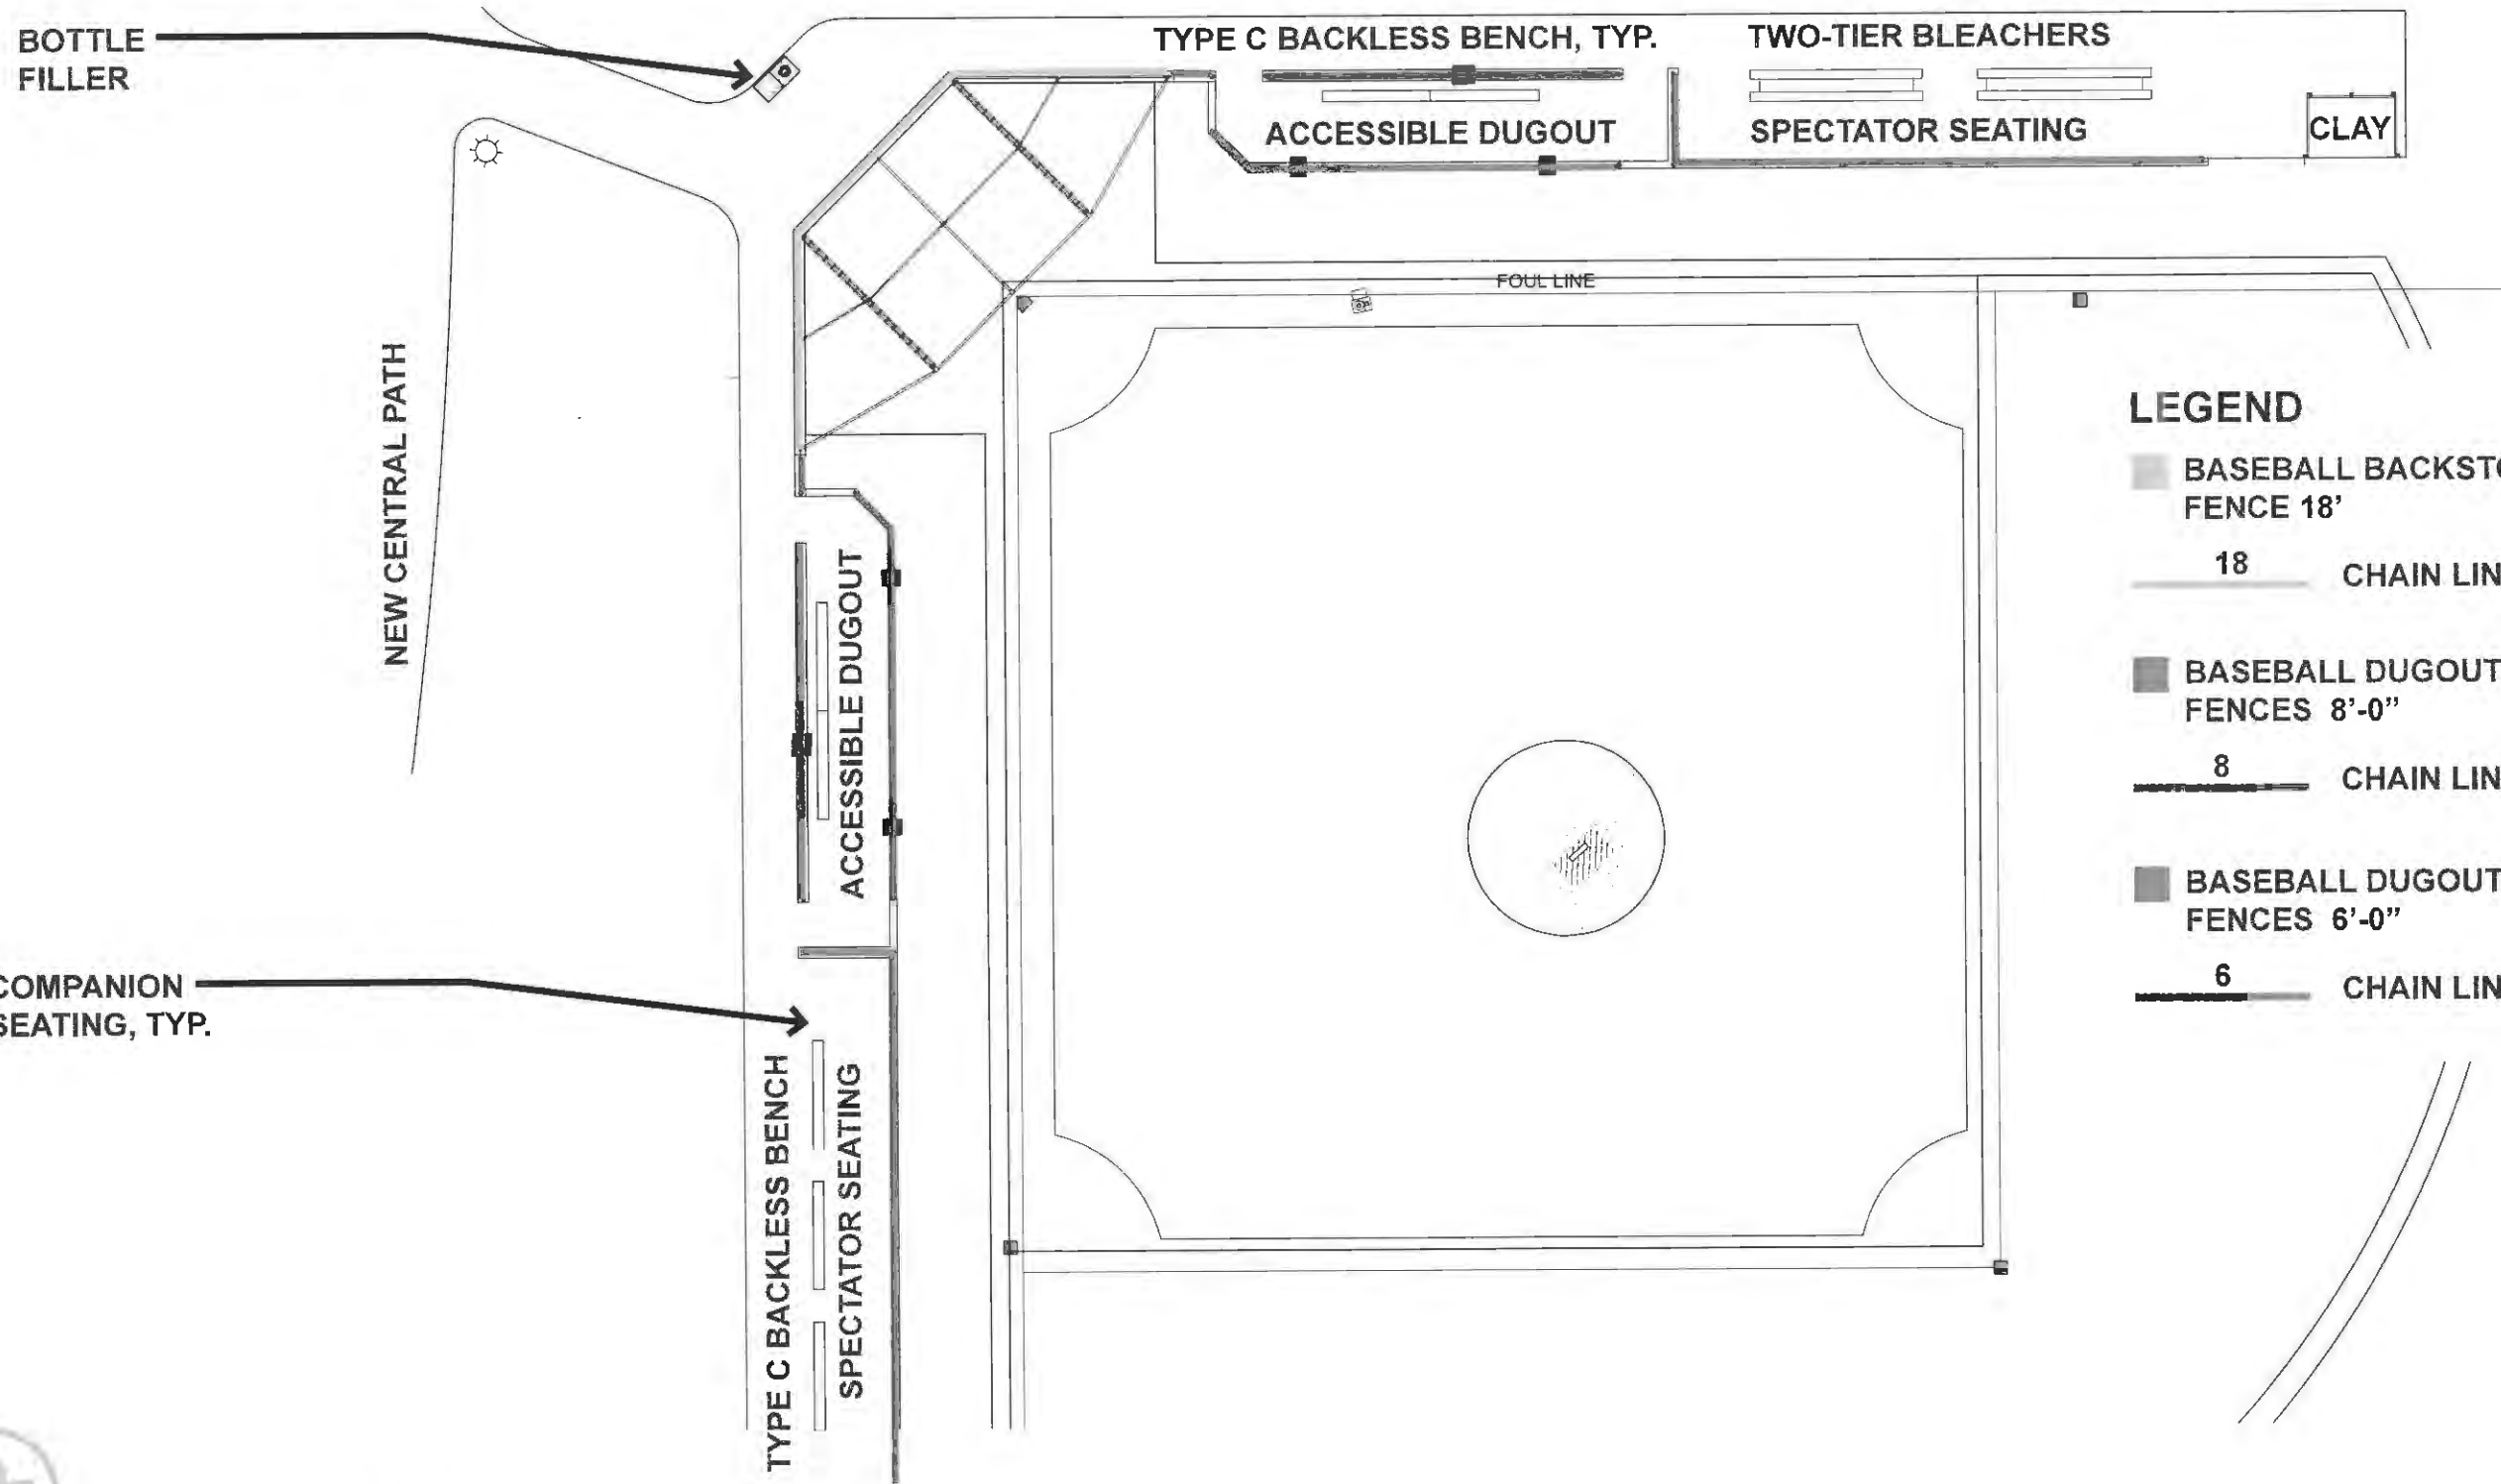 BOTTLE
FILLER
TYPE C BACKLESS BENCH, TYP.
TWO-TIER BLEACHERS
ACCESSIBLE DUGOUT
SPECTATOR SEATING
CLAY
FOUL LINE
NEW CENTRAL PATH
ACCESSIBLE DUGOUT
COMPANION
SEATING, TYP.
TYPE C BACKLESS BENCH
SPECTATOR SEATING
LEGEND
BASEBALL BACKSTO
FENCE 18’
18
CHAIN LIN
BASEBALL DUGOUT
FENCES 8’-0”
8
CHAIN LIN
BASEBALL DUGOUT
FENCES 6’-0”
6
CHAIN LIN